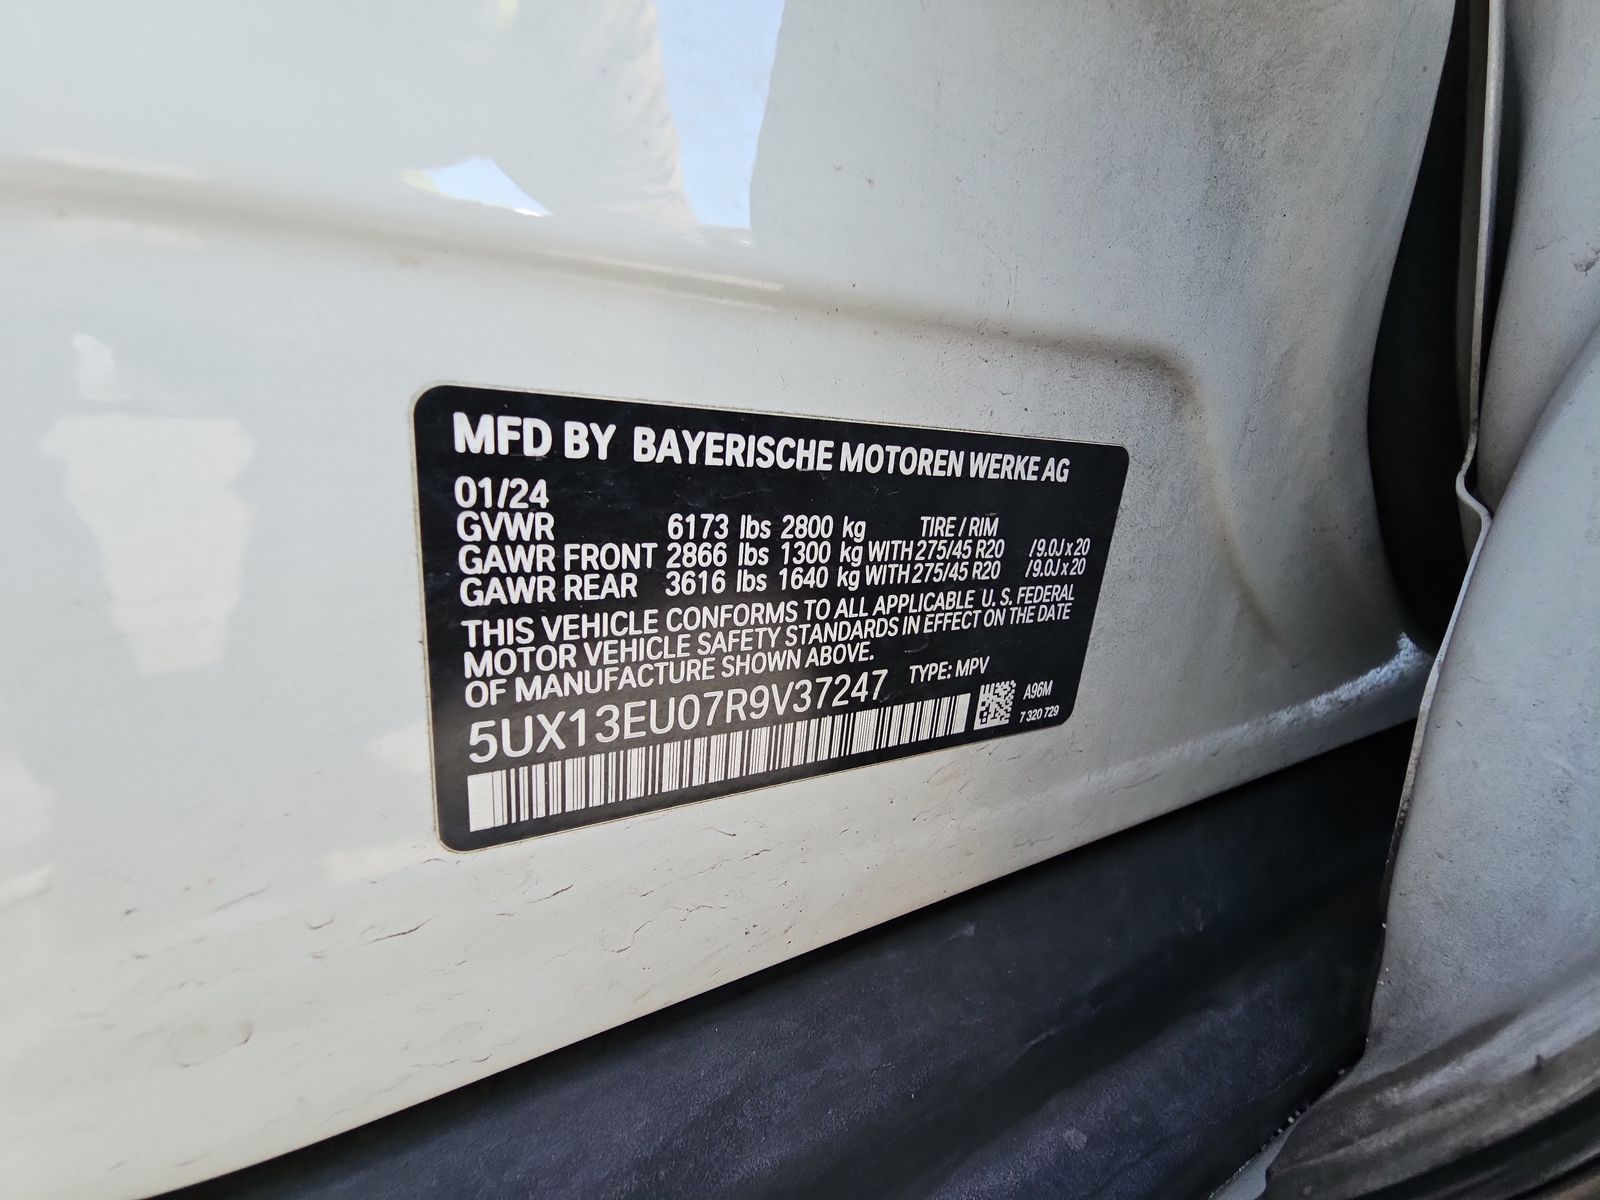 MFD BY BAYERISCHE MOTOREN WERKE AG
01/24
GVWR 6173 lbs 2800 kg TIRE / RIM
GAWR FRONT 2866 lbs 1300 kg WITH 275/45 R20 /9.0J x 20
GAWR REAR 3616 lbs 1640 kg WITH 275/45 R20 /9.0J x 20
THIS VEHICLE CONFORMS TO ALL APPLICABLE U. S. FEDERAL
MOTOR VEHICLE SAFETY STANDARDS IN EFFECT ON THE DATE
OF MANUFACTURE SHOWN ABOVE.
5UX13EU07R9V37247 TYPE: MPV
A96M
7 320 729